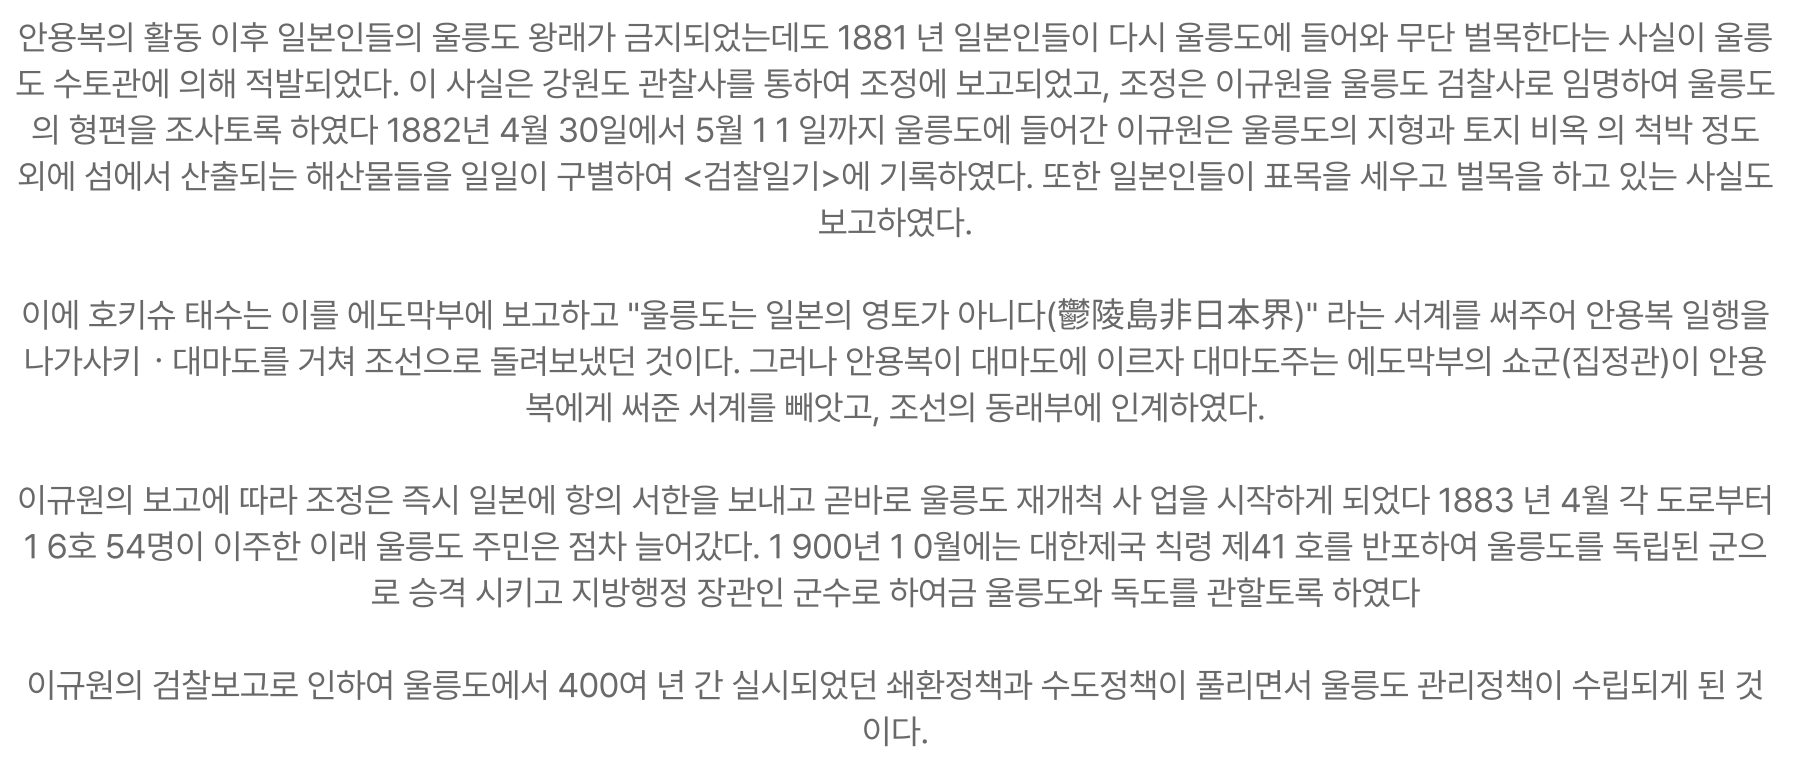 안용복의 활동 이후 일본인들의 울릉도 왕래가 금지되었는데도 1881 년 일본인들이 다시 울릉도에 들어와 무단 벌목한다는 사실이 울릉
도 수토관에 의해 적발되었다. 이 사실은 강원도 관찰사를 통하여 조정에 보고되었고, 조정은 이규원을 울릉도 검찰사로 임명하여 울릉도
의 형편을 조사토록 하였다 1882년 4월 30일에서 5월 1 1 일까지 울릉도에 들어간 이규원은 울릉도의 지형과 토지 비옥 의 척박 정도
외에 섬에서 산출되는 해산물들을 일일이 구별하여 <검찰일기>에 기록하였다. 또한 일본인들이 표목을 세우고 벌목을 하고 있는 사실도
보고하였다.
이에 호키슈 태수는 이를 에도막부에 보고하고 "울릉도는 일본의 영토가 아니다(鬱陵島非日本界)" 라는 서계를 써주어 안용복 일행을
나가사키 · 대마도를 거쳐 조선으로 돌려보냈던 것이다. 그러나 안용복이 대마도에 이르자 대마도주는 에도막부의 쇼군(집정관)이 안용
복에게 써준 서계를 빼앗고, 조선의 동래부에 인계하였다.
이규원의 보고에 따라 조정은 즉시 일본에 항의 서한을 보내고 곧바로 울릉도 재개척 사 업을 시작하게 되었다 1883 년 4월 각 도로부터
1 6호 54명이 이주한 이래 울릉도 주민은 점차 늘어갔다. 1 900년 1 0월에는 대한제국 칙령 제41 호를 반포하여 울릉도를 독립된 군으
로 승격 시키고 지방행정 장관인 군수로 하여금 울릉도와 독도를 관할토록 하였다
이규원의 검찰보고로 인하여 울릉도에서 400여 년 간 실시되었던 쇄환정책과 수도정책이 풀리면서 울릉도 관리정책이 수립되게 된 것
이다.